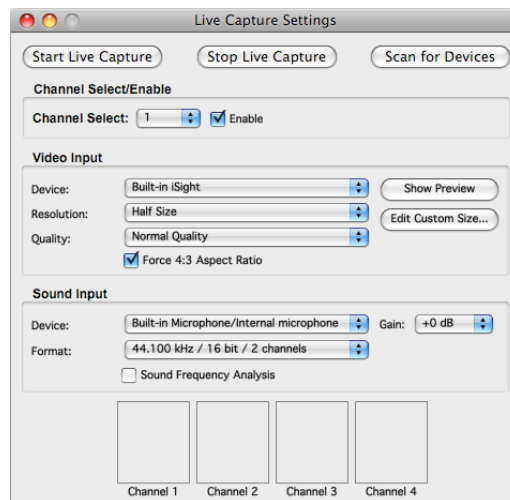 Live Capture Settings
Start Live Capture Stop Live Capture Scan for Devices
Channel Select/Enable
Channel Select: 1 Enable
Video Input
Device: Built-in iSight Show Preview
Resolution: Half Size Edit Custom Size...
Quality: Normal Quality
Force 4:3 Aspect Ratio
Sound Input
Device: Built-in Microphone/Internal microphone Gain: +0 dB
Format: 44.100 kHz / 16 bit / 2 channels
Sound Frequency Analysis
Channel 1 Channel 2 Channel 3 Channel 4